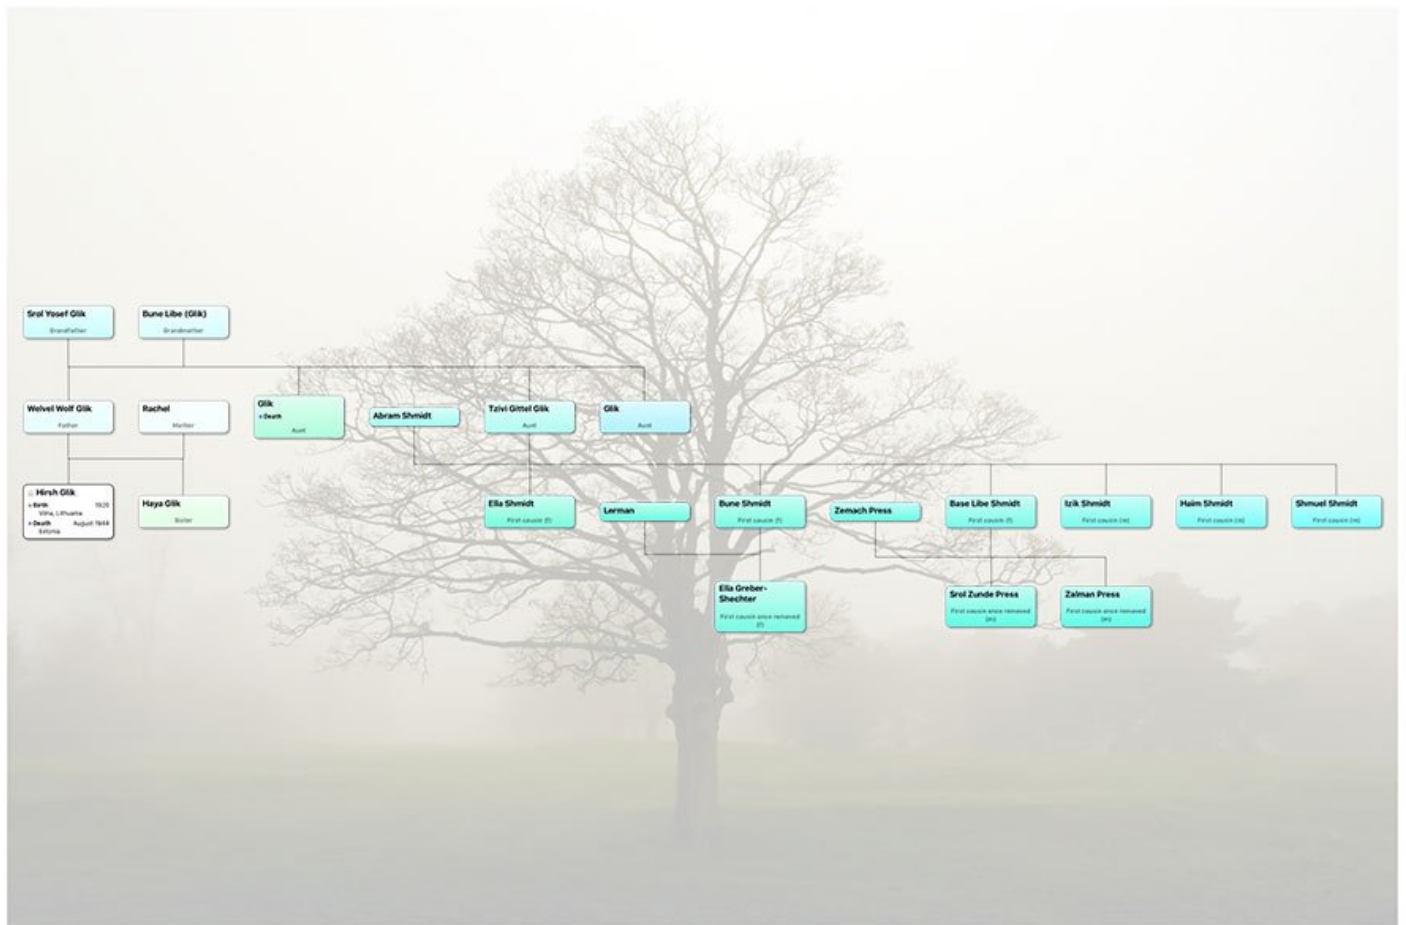 Srol Yosef Glik
Grandfather
Bune Libe (Glik)
Grandmother
Welvel Wolf Glik
Father
Rachel
Mother
Glik
Death
Aunt
Abram Shmidt
Tzivi Gittel Glik
Aunt
Glik
Aunt
Hirsh Glik
Birth 1920
Vilna, Lithuania
Death August 1944
Estonia
Haya Glik
Sister
Ella Shmidt
First cousin (f)
Lerman
Bune Shmidt
First cousin (f)
Zemach Press
Base Libe Shmidt
First cousin (f)
Izik Shmidt
First cousin (m)
Haim Shmidt
First cousin (m)
Shmuel Shmidt
First cousin (m)
Ella Greber-
Shechter
First cousin once removed
(f)
Srol Zunde Press
First cousin once removed
(m)
Zalman Press
First cousin once removed
(m)